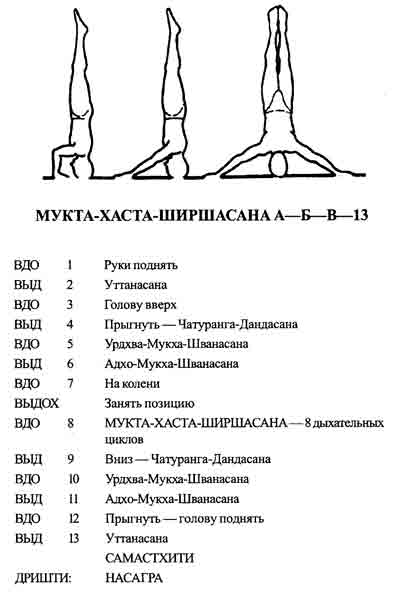 МУКТА-ХАСТА-ШИРШАСАНА А—Б—В—13
ВДО 1 Руки поднять
ВЫД 2 Уттанасана
ВДО 3 Голову вверх
ВЫД 4 Прыгнуть — Чатуранга-Дандасана
ВДО 5 Урдхва-Мукха-Шванасана
ВЫД 6 Адхо-Мукха-Шванасана
ВДО 7 На колени
ВЫДОХ Занять позицию
ВДО 8 МУКТА-ХАСТА-ШИРШАСАНА — 8 дыхательных
циклов
ВЫД 9 Вниз — Чатуранга-Дандасана
ВДО 10 Урдхва-Мукха-Шванасана
ВЫД 11 Адхо-Мукха-Шванасана
ВДО 12 Прыгнуть — голову поднять
ВЫД 13 Уттанасана
САМАСТХИТИ
ДРИШТИ: НАСАГРА